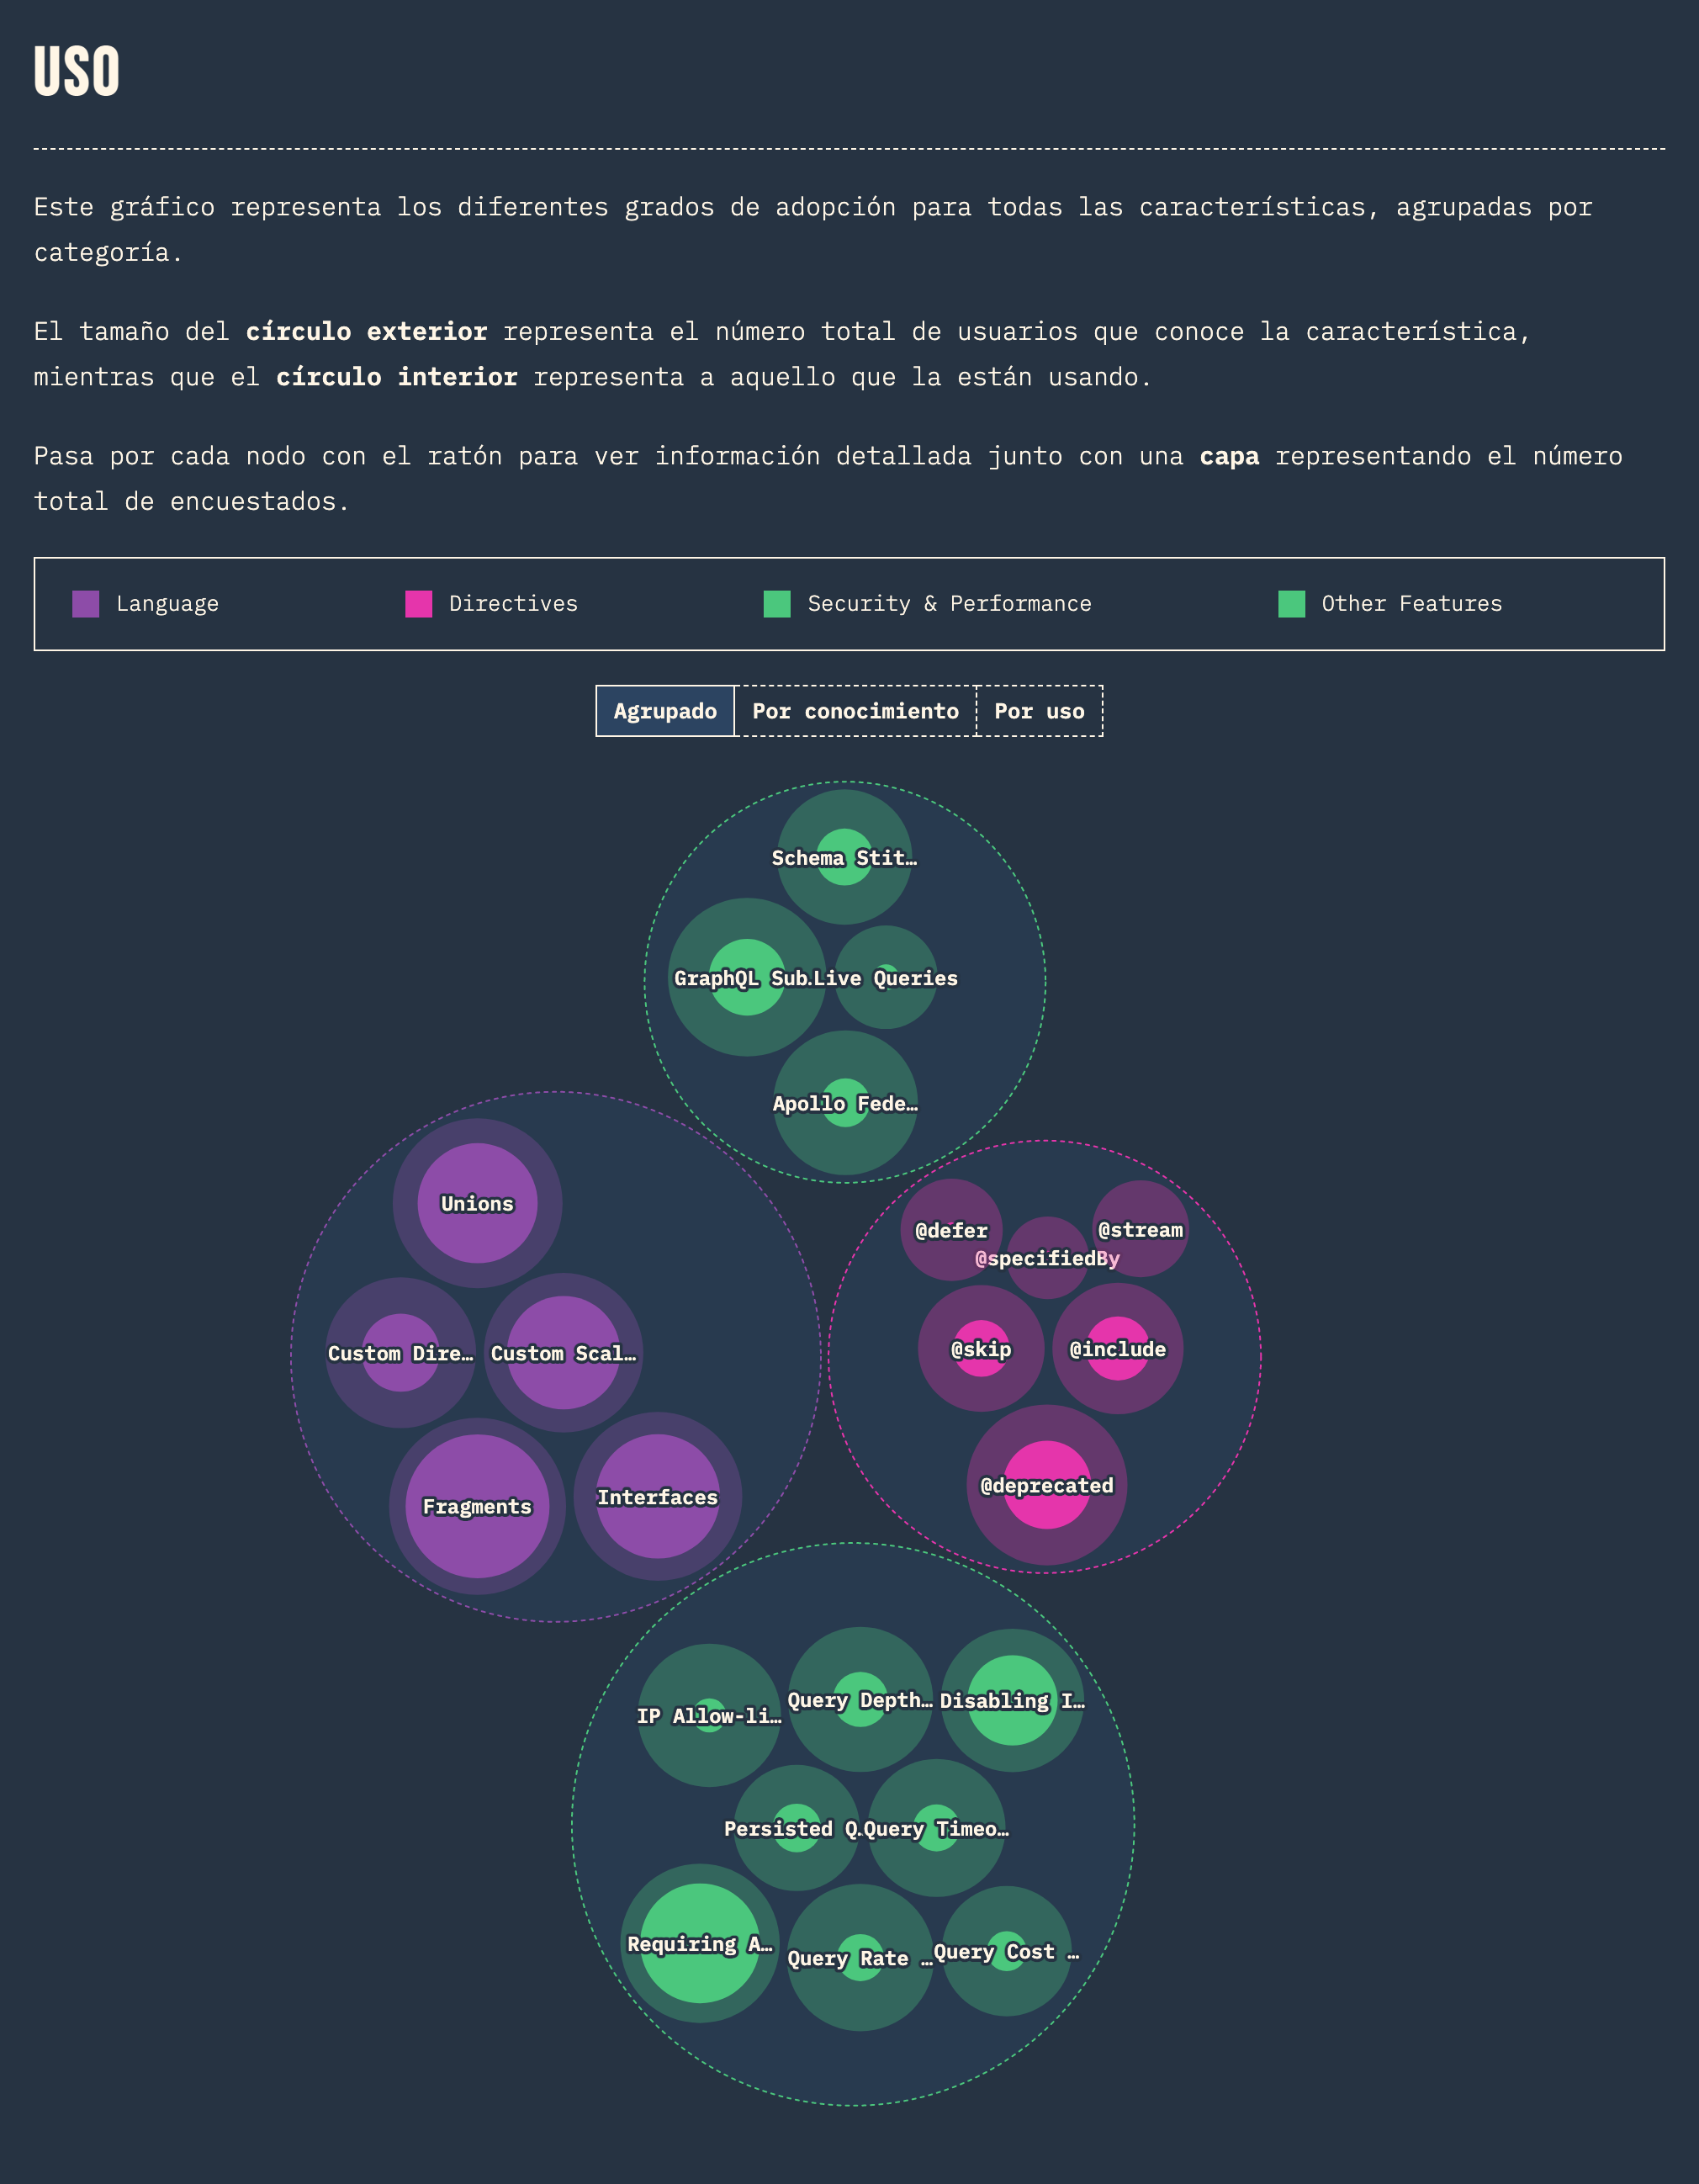 USO
Este gráfico representa los diferentes grados de adopción para todas las características, agrupadas por
categoría.
El tamaño del círculo exterior representa el número total de usuarios que conoce la característica,
mientras que el círculo interior representa a aquello que la están usando.
Pasa por cada nodo con el ratón para ver información detallada junto con una capa representando el número
total de encuestados.
Language Directives Security & Performance Other Features
Agrupado Por conocimiento Por uso
Schema Stit…
GraphQL Sub… Live Queries
Apollo Fede…
Unions
Custom Dire… Custom Scal…
Fragments Interfaces
@defer @stream
@specifiedBy
@skip @include
@deprecated
IP Allow-li… Query Depth… Disabling I…
Persisted Q… Query Timeo…
Requiring A… Query Rate … Query Cost …